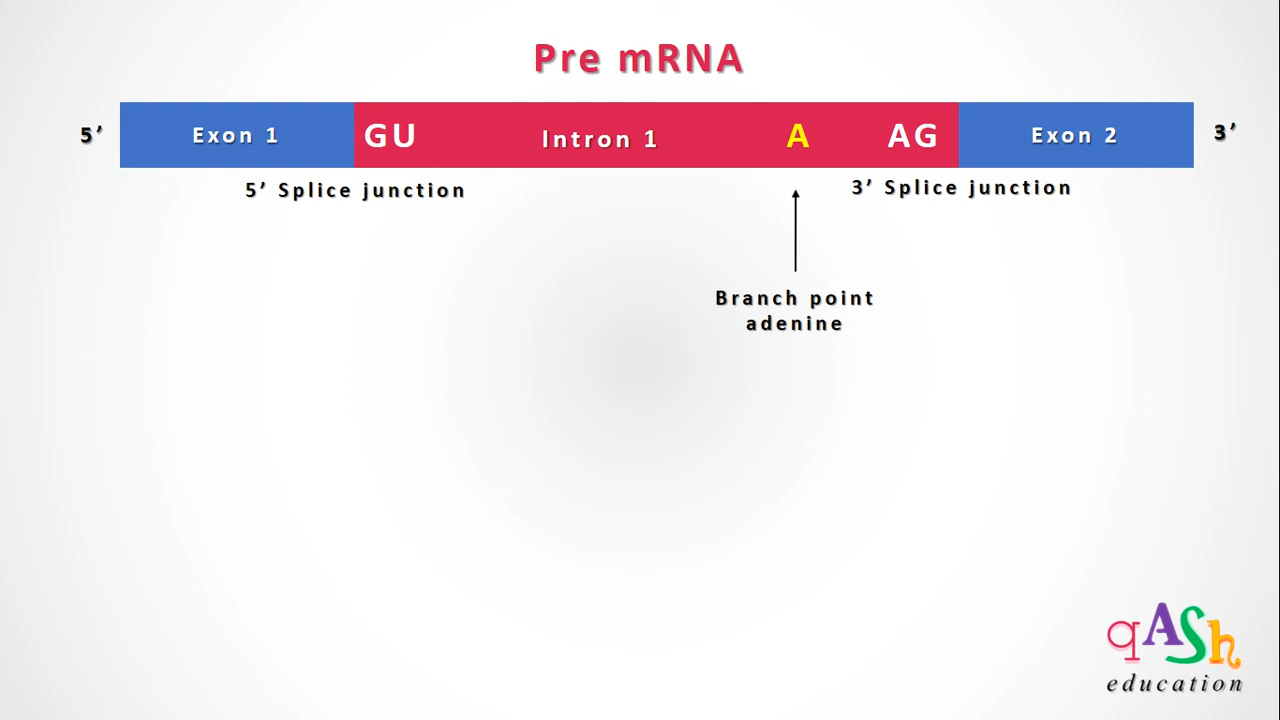 Pre mRNA
5’ Exon 1 GU Intron 1 A AG Exon 2 3’
5’ Splice junction 3’ Splice junction
Branch point
adenine
qASh
education